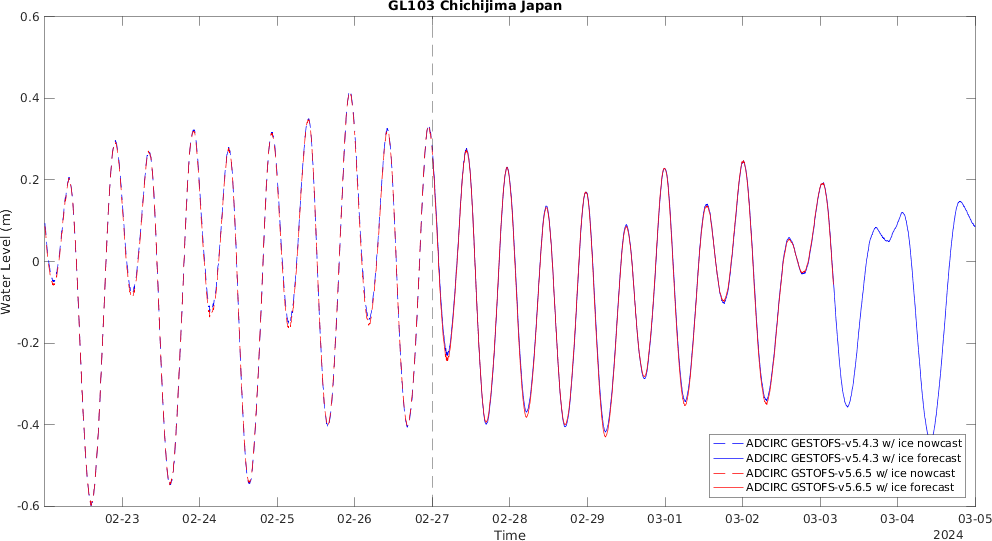 GL103 Chichijima Japan
0.6
0.4
0.2
0
-0.2
-0.4
-0.6
Water Level (m)
ADCIRC GESTOFS-v5.4.3 w/ ice nowcast
ADCIRC GESTOFS-v5.4.3 w/ ice forecast
ADCIRC GSTOFS-v5.6.5 w/ ice nowcast
ADCIRC GSTOFS-v5.6.5 w/ ice forecast
02-23 02-24 02-25 02-26 02-27 02-28 02-29 03-01 03-02 03-03 03-04 03-05
Time
2024